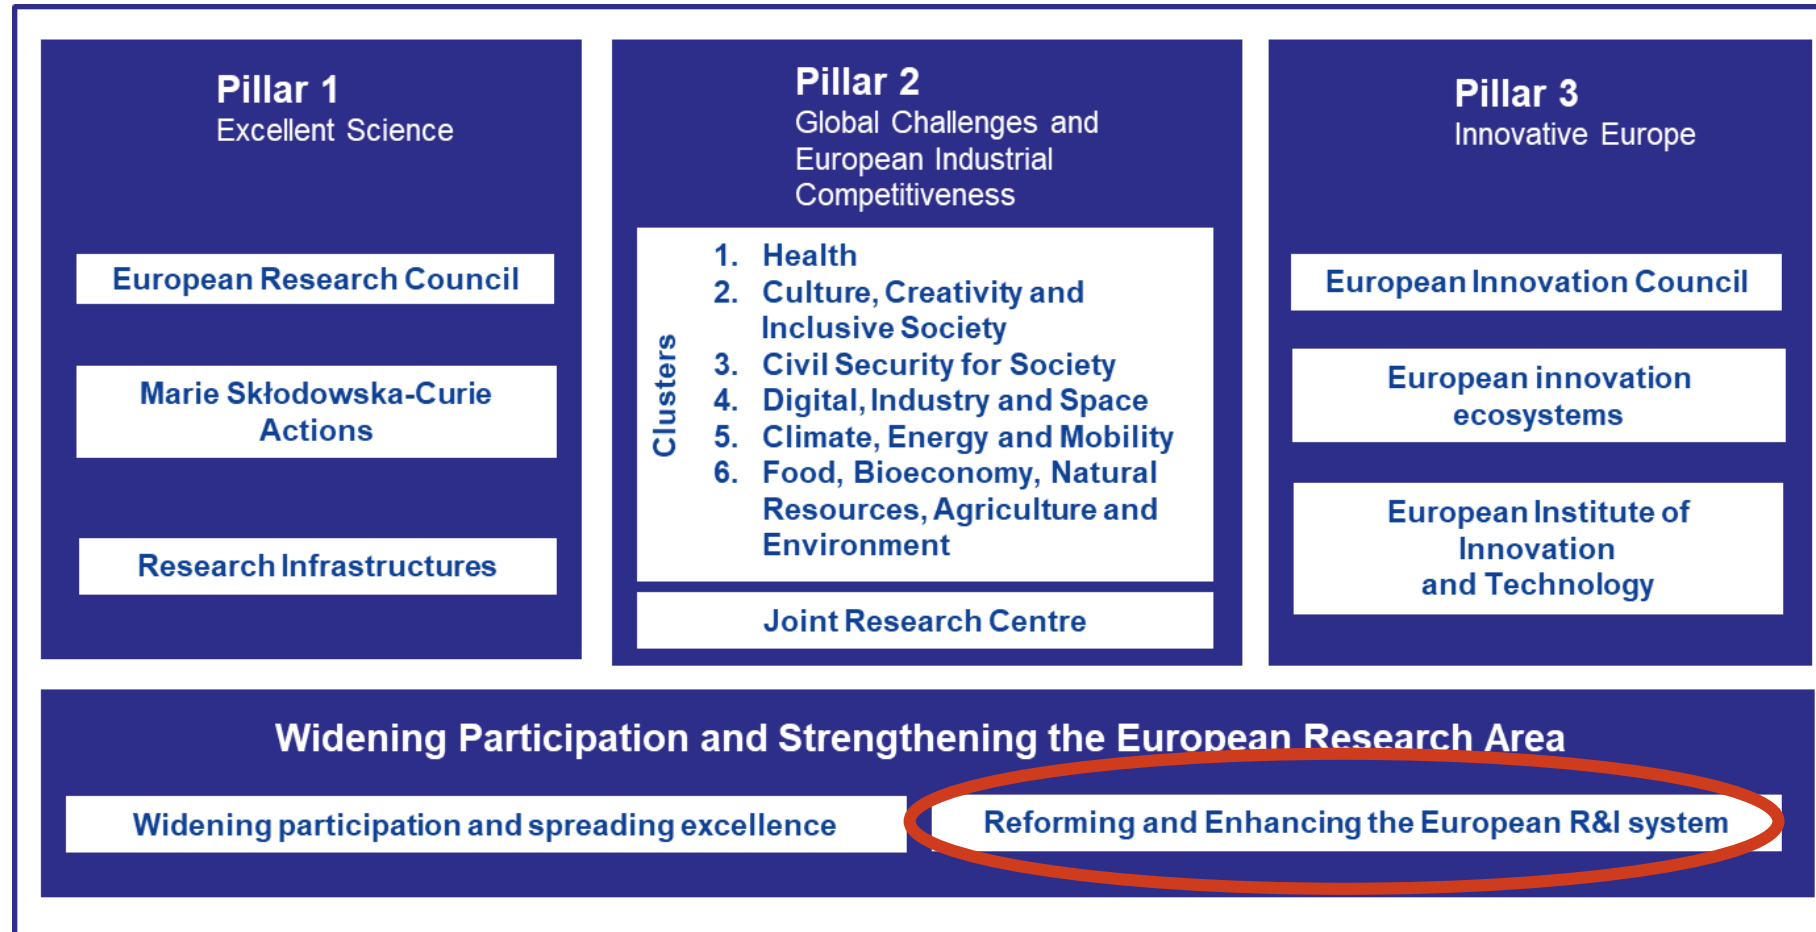 Pillar 1
Excellent Science
European Research Council
Marie Skłodowska-Curie
Actions
Research Infrastructures
Pillar 2
Global Challenges and
European Industrial
Competitiveness
Clusters
1. Health
2. Culture, Creativity and
Inclusive Society
3. Civil Security for Society
4. Digital, Industry and Space
5. Climate, Energy and Mobility
6. Food, Bioeconomy, Natural
Resources, Agriculture and
Environment
Joint Research Centre
Pillar 3
Innovative Europe
European Innovation Council
European innovation
ecosystems
European Institute of
Innovation
and Technology
Widening Participation and Strengthening the European Research Area
Widening participation and spreading excellence
Reforming and Enhancing the European R&I system